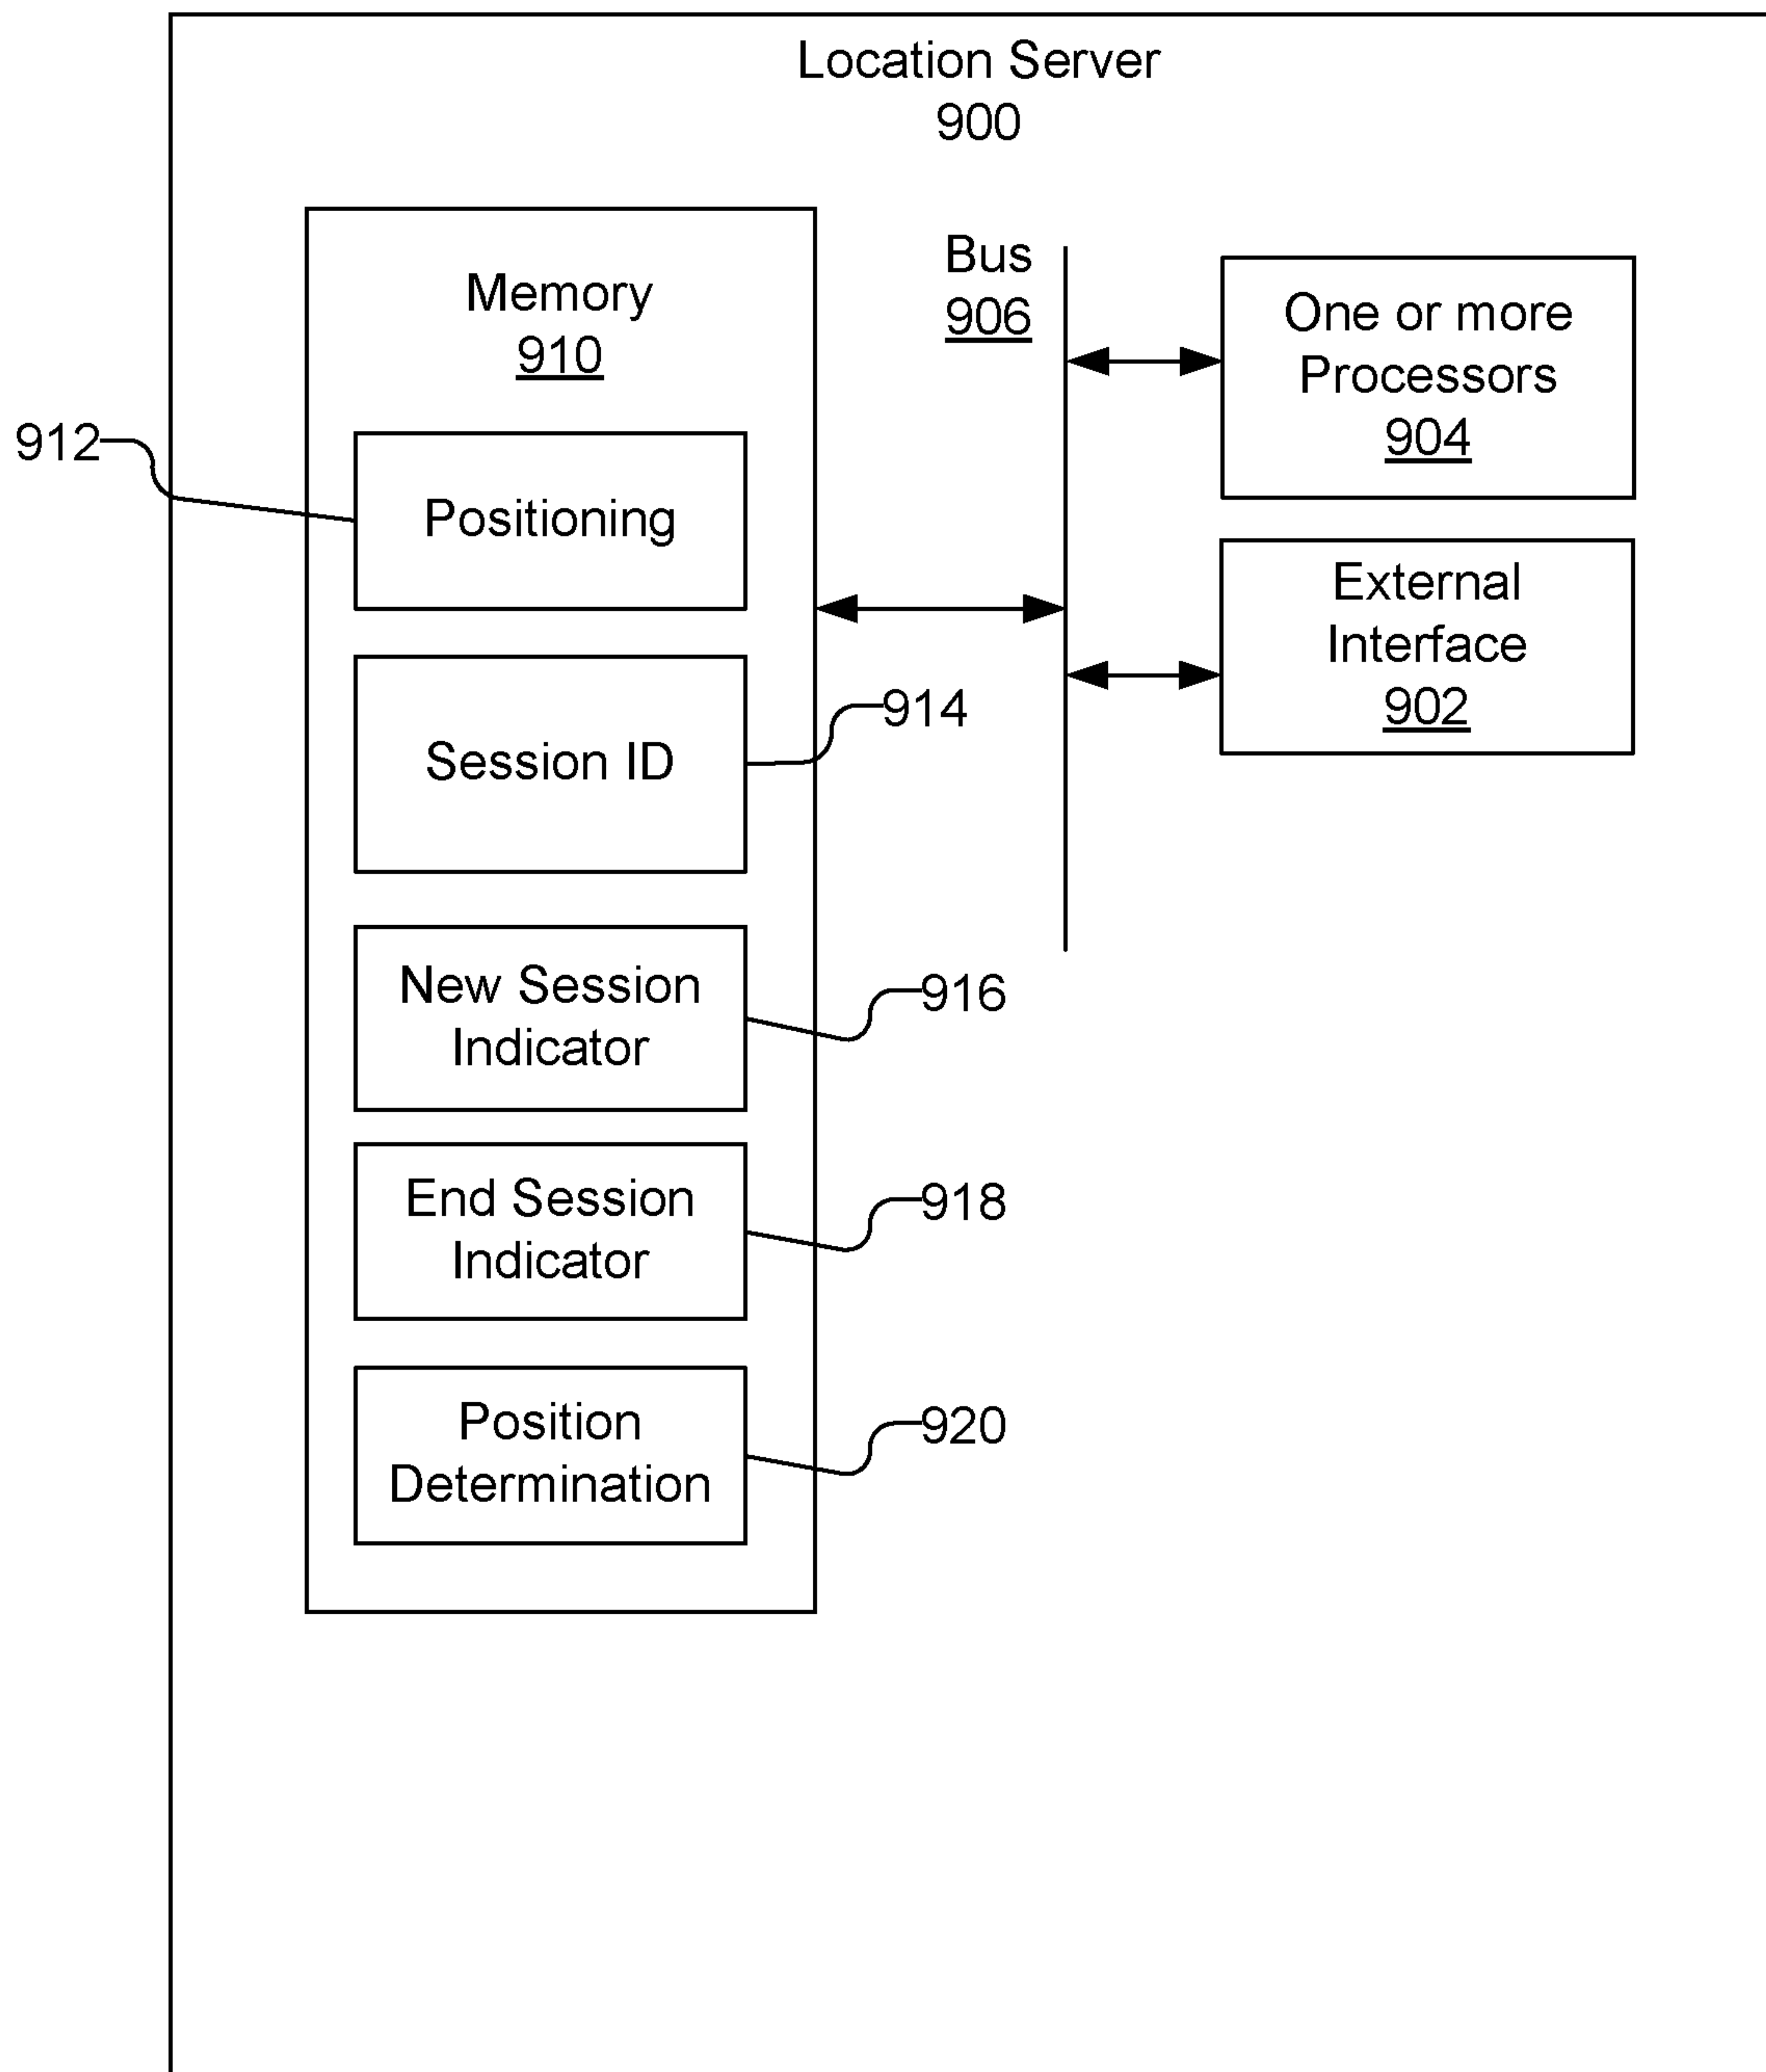 Location Server
900
Memory
910
912
Positioning
Session ID
914
New Session
Indicator
916
End Session
Indicator
918
Position
Determination
920
Bus
906
One or more
Processors
904
External
Interface
902